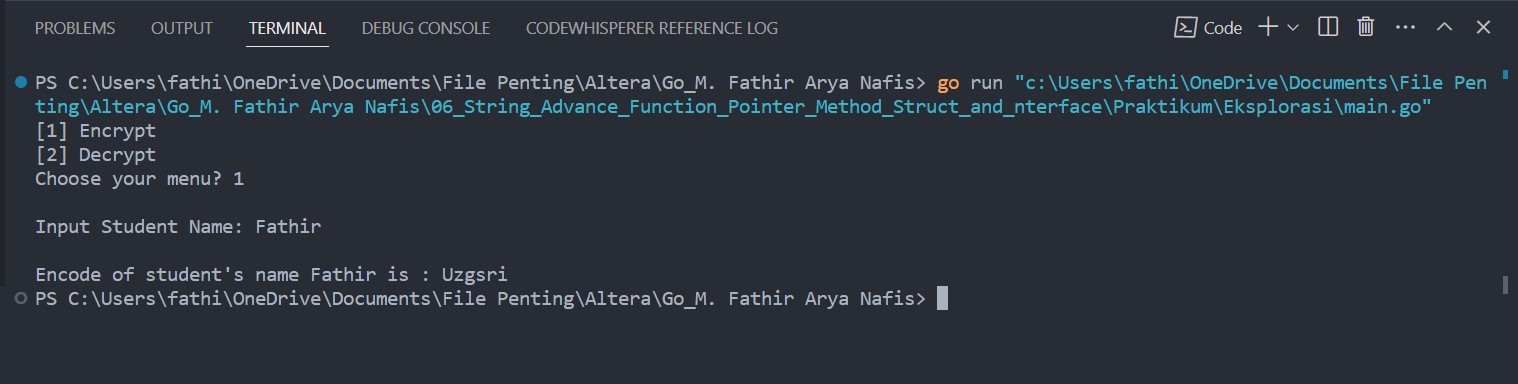 PROBLEMS OUTPUT TERMINAL DEBUG CONSOLE CODEWHISPERER REFERENCE LOG Code
PS C:\Users\fathi\OneDrive\Documents\File Penting\Altera\Go_M. Fathir Arya Nafis> go run "c:\Users\fathi\OneDrive\Documents\File Pen
ting\Altera\Go_M. Fathir Arya Nafis\06_String_Advance_Function_Pointer_Method_Struct_and_nterface\Praktikum\Eksplorasi\main.go"
[1] Encrypt
[2] Decrypt
Choose your menu? 1
Input Student Name: Fathir
Encode of student's name Fathir is : Uzgsri
PS C:\Users\fathi\OneDrive\Documents\File Penting\Altera\Go_M. Fathir Arya Nafis>